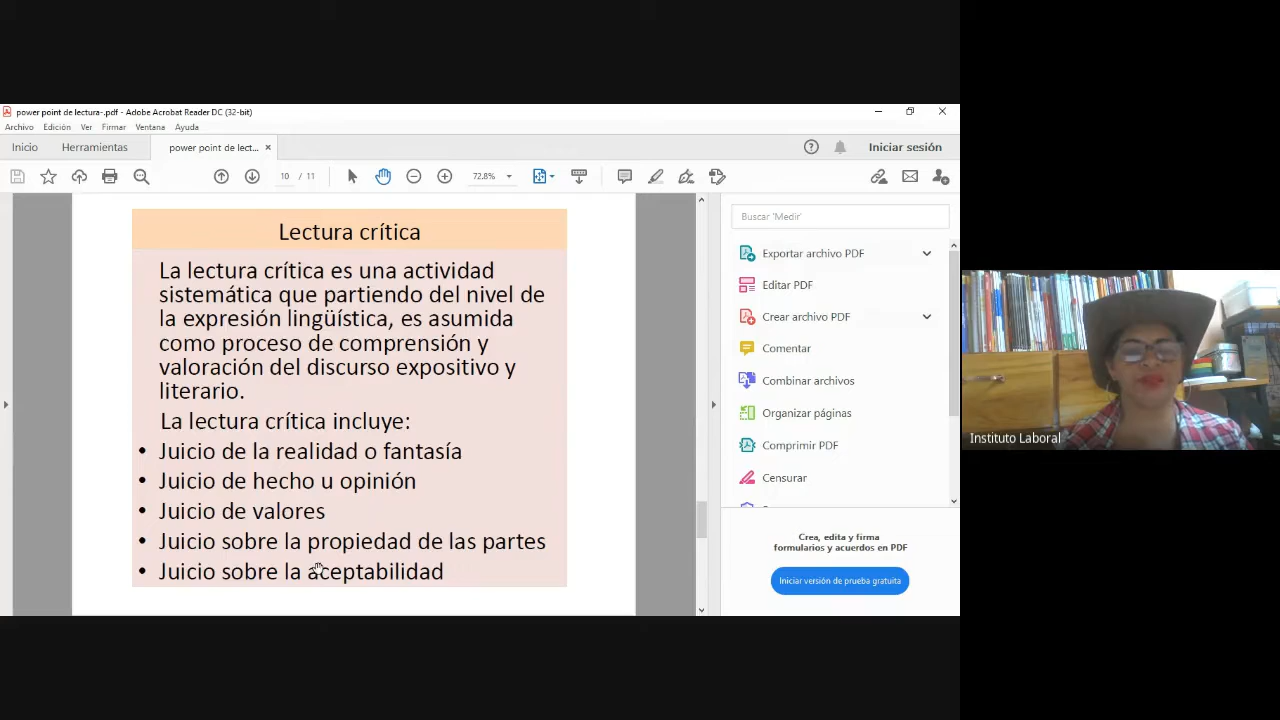 power point de lectura-.pdf - Adobe Acrobat Reader DC (32-bit)
Archivo Edición Ver Firmar Ventana Ayuda
Inicio Herramientas power point de lect... Iniciar sesión
10 / 11 72.8%
Lectura crítica
La lectura crítica es una actividad
sistemática que partiendo del nivel de
la expresión lingüística, es asumida
como proceso de comprensión y
valoración del discurso expositivo y
literario.
La lectura crítica incluye:
• Juicio de la realidad o fantasía
• Juicio de hecho u opinión
• Juicio de valores
• Juicio sobre la propiedad de las partes
• Juicio sobre la aceptabilidad
Buscar 'Medir'
Exportar archivo PDF
Editar PDF
Crear archivo PDF
Comentar
Combinar archivos
Organizar páginas
Comprimir PDF
Censurar
Crea, edita y firma
formularios y acuerdos en PDF
Iniciar versión de prueba gratuita
Instituto Laboral